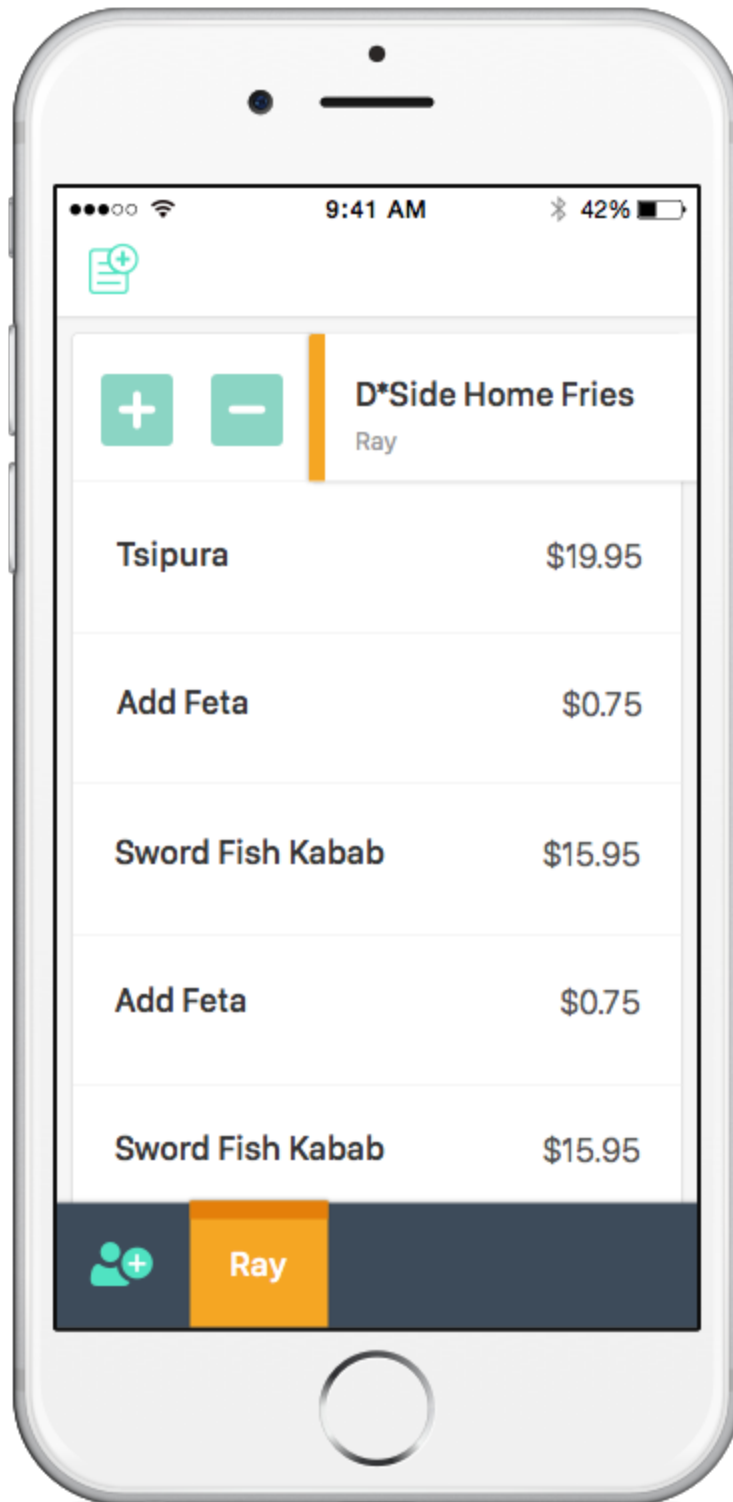 9:41 AM
42%
D*Side Home Fries
Ray
Tsipura $19.95
Add Feta $0.75
Sword Fish Kabab $15.95
Add Feta $0.75
Sword Fish Kabab $15.95
Ray